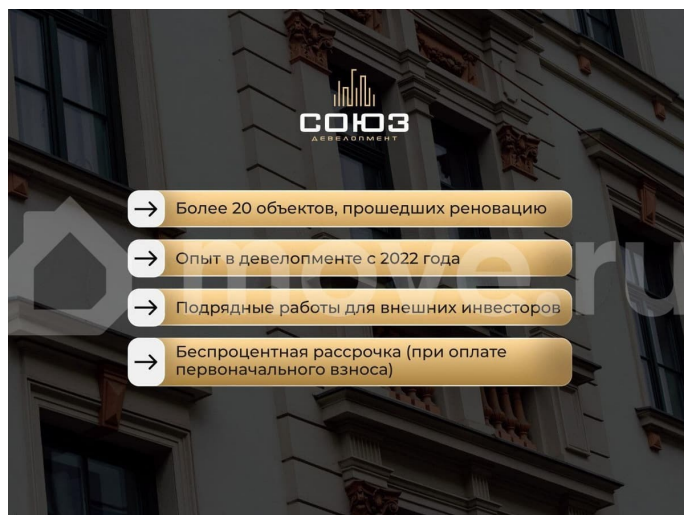 СОЮЗ
ДЕВЕЛОПМЕНТ
Более 20 объектов, прошедших реновацию
Опыт в девелопменте с 2022 года
move.ru
Подрядные работы для внешних инвесторов
Беспроцентная рассрочка (при оплате
первоначального взноса)